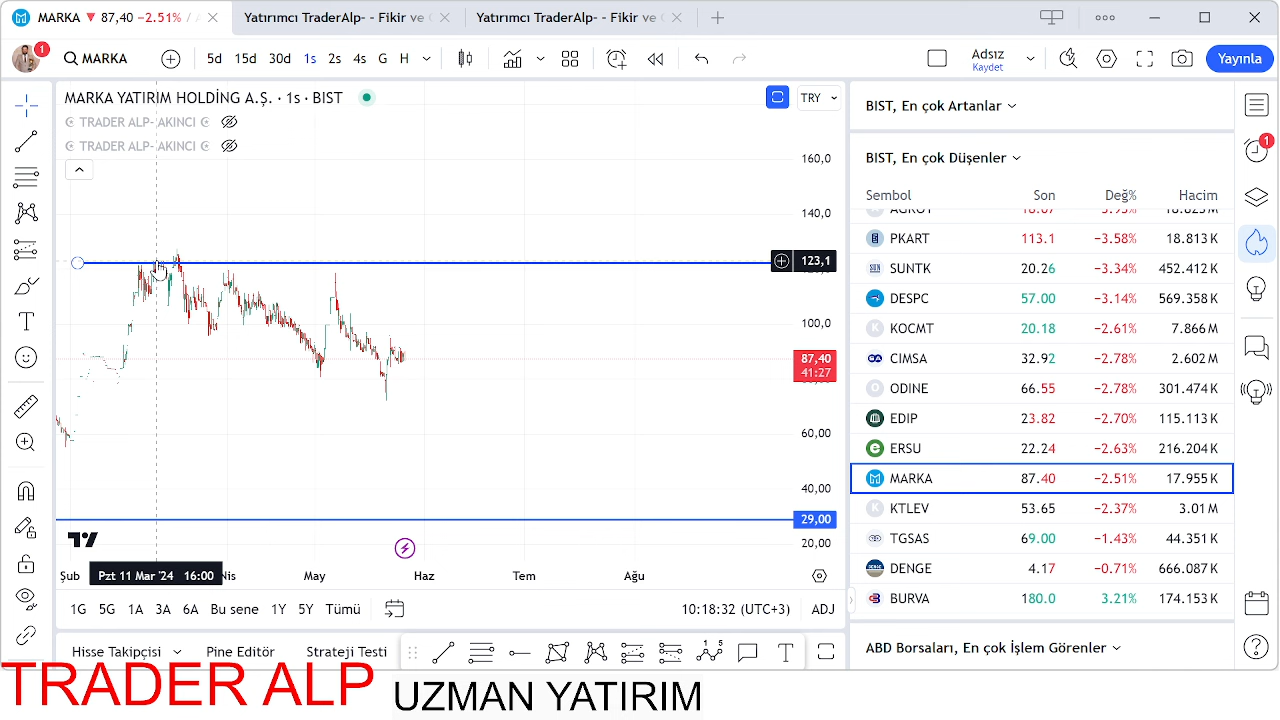 MARKA ▼ 87,40 −2.51% /
Yatırımcı TraderAlp- - Fikir ve
Yatırımcı TraderAlp- - Fikir ve
1
MARKA
5d 15d 30d 1s 2s 4s G H
Adsız
Kaydet
Yayınla
MARKA YATIRIM HOLDİNG A.Ş. · 1s · BIST
TRY
TRADER ALP- AKINCI
TRADER ALP- AKINCI
160,0
140,0
123,1
100,0
87,40
41:27
60,00
40,00
29,00
20,00
Şub
Pzt 11 Mar '24 16:00
Nis
May
Haz
Tem
Ağu
1G 5G 1A 3A 6A Bu sene 1Y 5Y Tümü
10:18:32 (UTC+3)
ADJ
Hisse Takipçisi
Pine Editör
Strateji Testi
5
BIST, En çok Artanlar
BIST, En çok Düşenler
Sembol Son Değ% Hacim
PKART 113.1 −3.58% 18.813 K
SUNTK 20.26 −3.34% 452.412 K
DESPC 57.00 −3.14% 569.358 K
KOCMT 20.18 −2.61% 7.866 M
CIMSA 32.92 −2.78% 2.602 M
ODINE 66.55 −2.78% 301.474 K
EDIP 23.82 −2.70% 115.113 K
ERSU 22.24 −2.63% 216.204 K
MARKA 87.40 −2.51% 17.955 K
KTLEV 53.65 −2.37% 3.01 M
TGSAS 69.00 −1.43% 44.351 K
DENGE 4.17 −0.71% 666.087 K
BURVA 180.0 3.21% 174.153 K
ABD Borsaları, En çok İşlem Görenler
1
TRADER ALP UZMAN YATIRIM